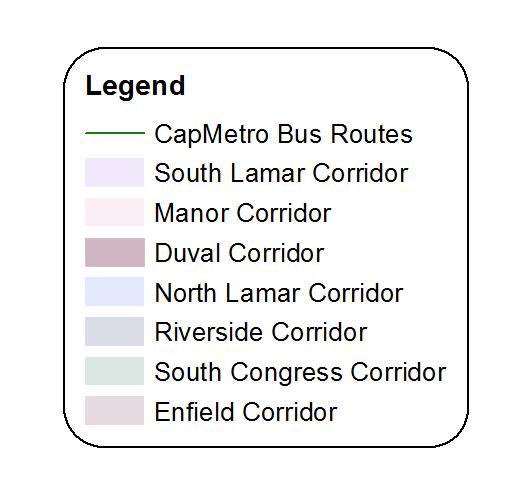 Legend
CapMetro Bus Routes
South Lamar Corridor
Manor Corridor
Duval Corridor
North Lamar Corridor
Riverside Corridor
South Congress Corridor
Enfield Corridor